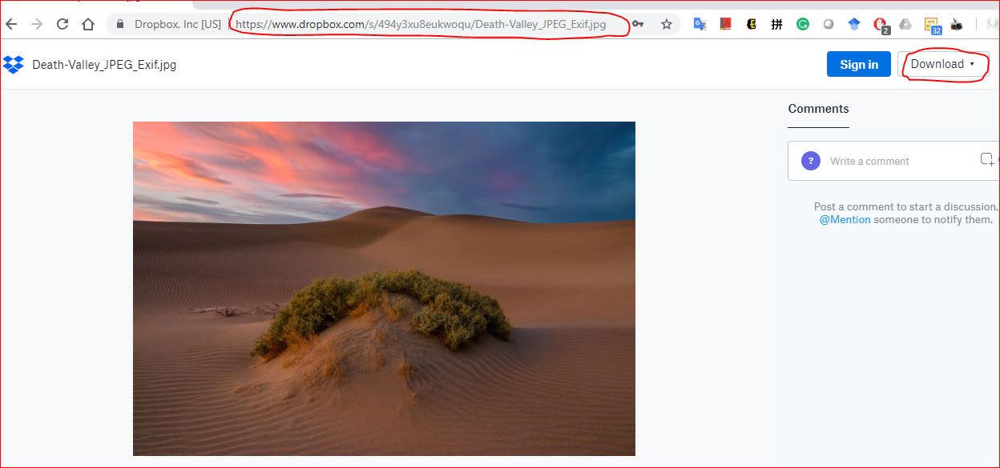 Dropbox, Inc [US] | https://www.dropbox.com/s/494y3xu8eukwoqu/Death-Valley_JPEG_Exif.jpg
2
32
拼
Death-Valley_JPEG_Exif.jpg
Sign in
Download
Comments
?
Write a comment
Post a comment to start a discussion.
@Mention someone to notify them.